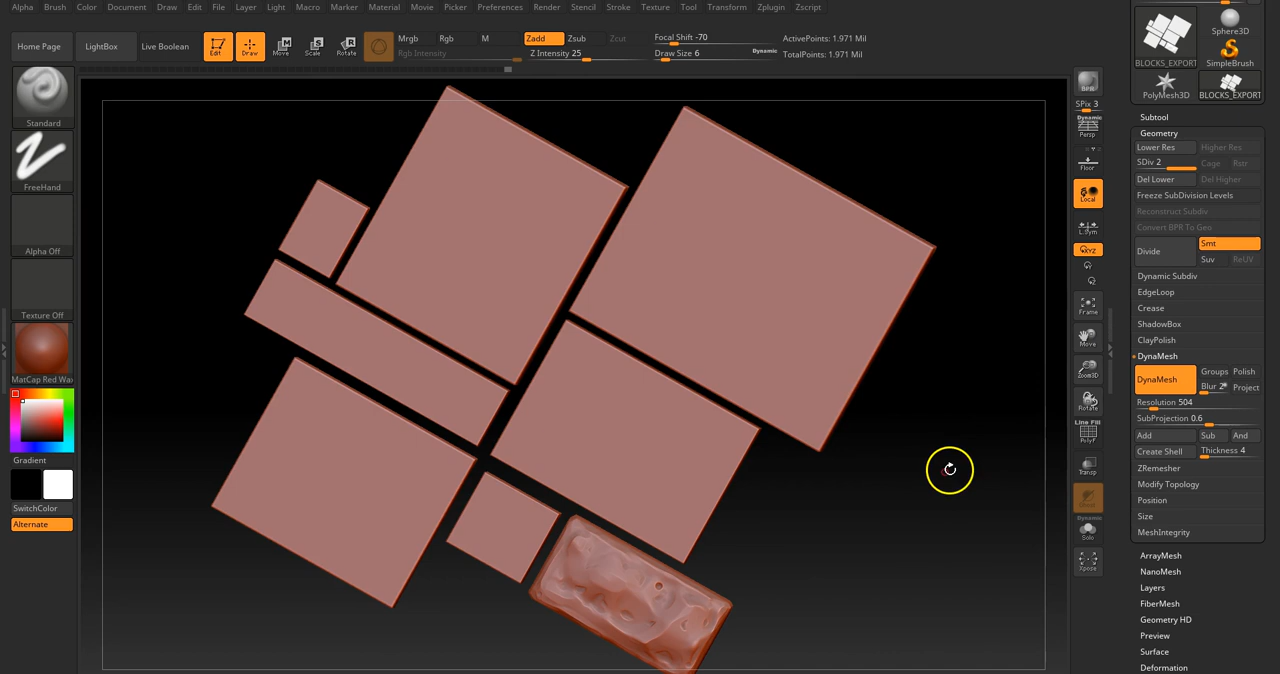 Alpha Brush Color Document Draw Edit File Layer Light Macro Marker Material Movie Picker Preferences Render Stencil Stroke Texture Tool Transform Zplugin Zscript
Home Page LightBox Live Boolean
Edit Draw Move Scale Rotate
Mrgb Rgb M
Rgb Intensity
Zadd Zsub Zcut
Z Intensity 25
Focal Shift -70
Draw Size 6 Dynamic
ActivePoints: 1.971 Mil
TotalPoints: 1.971 Mil
Standard
FreeHand
Alpha Off
Texture Off
MatCap Red Wax
Gradient
SwitchColor
Alternate
BPR
SPix 3
Dynamic
Persp
Floor
Local
L.Sym
Frame
Move
Zoom3D
Rotate
Line Fill
PolyF
Transp
Dynamic
Solo
Xpose
Sphere3D
BLOCKS_EXPORT SimpleBrush
PolyMesh3D BLOCKS_EXPORT
Subtool
Geometry
Lower Res Higher Res
SDiv 2 Cage Rstr
Del Lower Del Higher
Freeze SubDivision Levels
Reconstruct Subdiv
Convert BPR To Geo
Divide Smt
Suv ReUV
Dynamic Subdiv
EdgeLoop
Crease
ShadowBox
ClayPolish
DynaMesh
DynaMesh Groups Polish
Blur 2 Project
Resolution 504
SubProjection 0.6
Add Sub And
Create Shell Thickness 4
ZRemesher
Modify Topology
Position
Size
MeshIntegrity
ArrayMesh
NanoMesh
Layers
FiberMesh
Geometry HD
Preview
Surface
Deformation